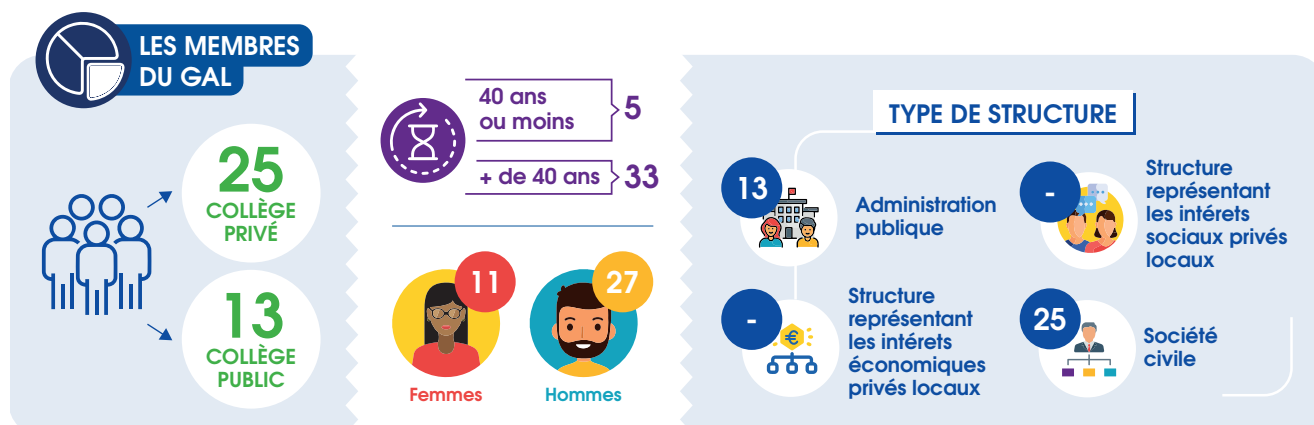 LES MEMBRES
DU GAL
25
COLLÈGE
PRIVÉ
13
COLLÈGE
PUBLIC
40 ans
ou moins
5
+ de 40 ans
33
11
Femmes
27
Hommes
TYPE DE STRUCTURE
13
Administration
publique
-
Structure
représentant
les intérets
sociaux privés
locaux
-
€
Structure
représentant
les intérets
économiques
privés locaux
25
Société
civile